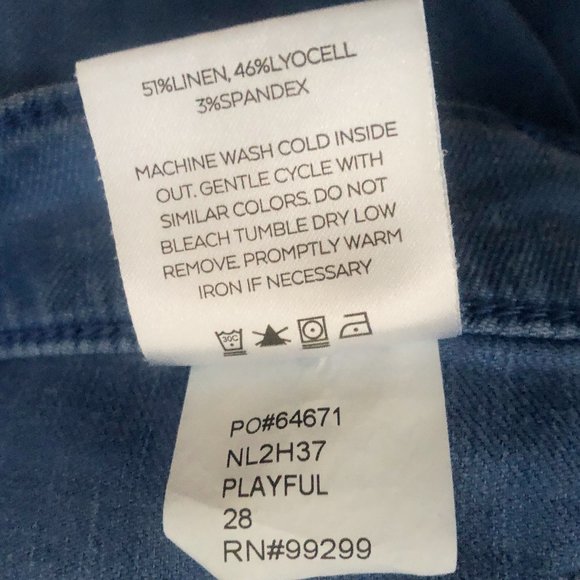 51%LINEN, 46%LYOCELL
3%SPANDEX
MACHINE WASH COLD INSIDE
OUT. GENTLE CYCLE WITH
SIMILAR COLORS. DO NOT
BLEACH TUMBLE DRY LOW
REMOVE. PROMPTLY WARM
IRON IF NECESSARY
30C
PO#64671
NL2H37
PLAYFUL
28
RN#99299